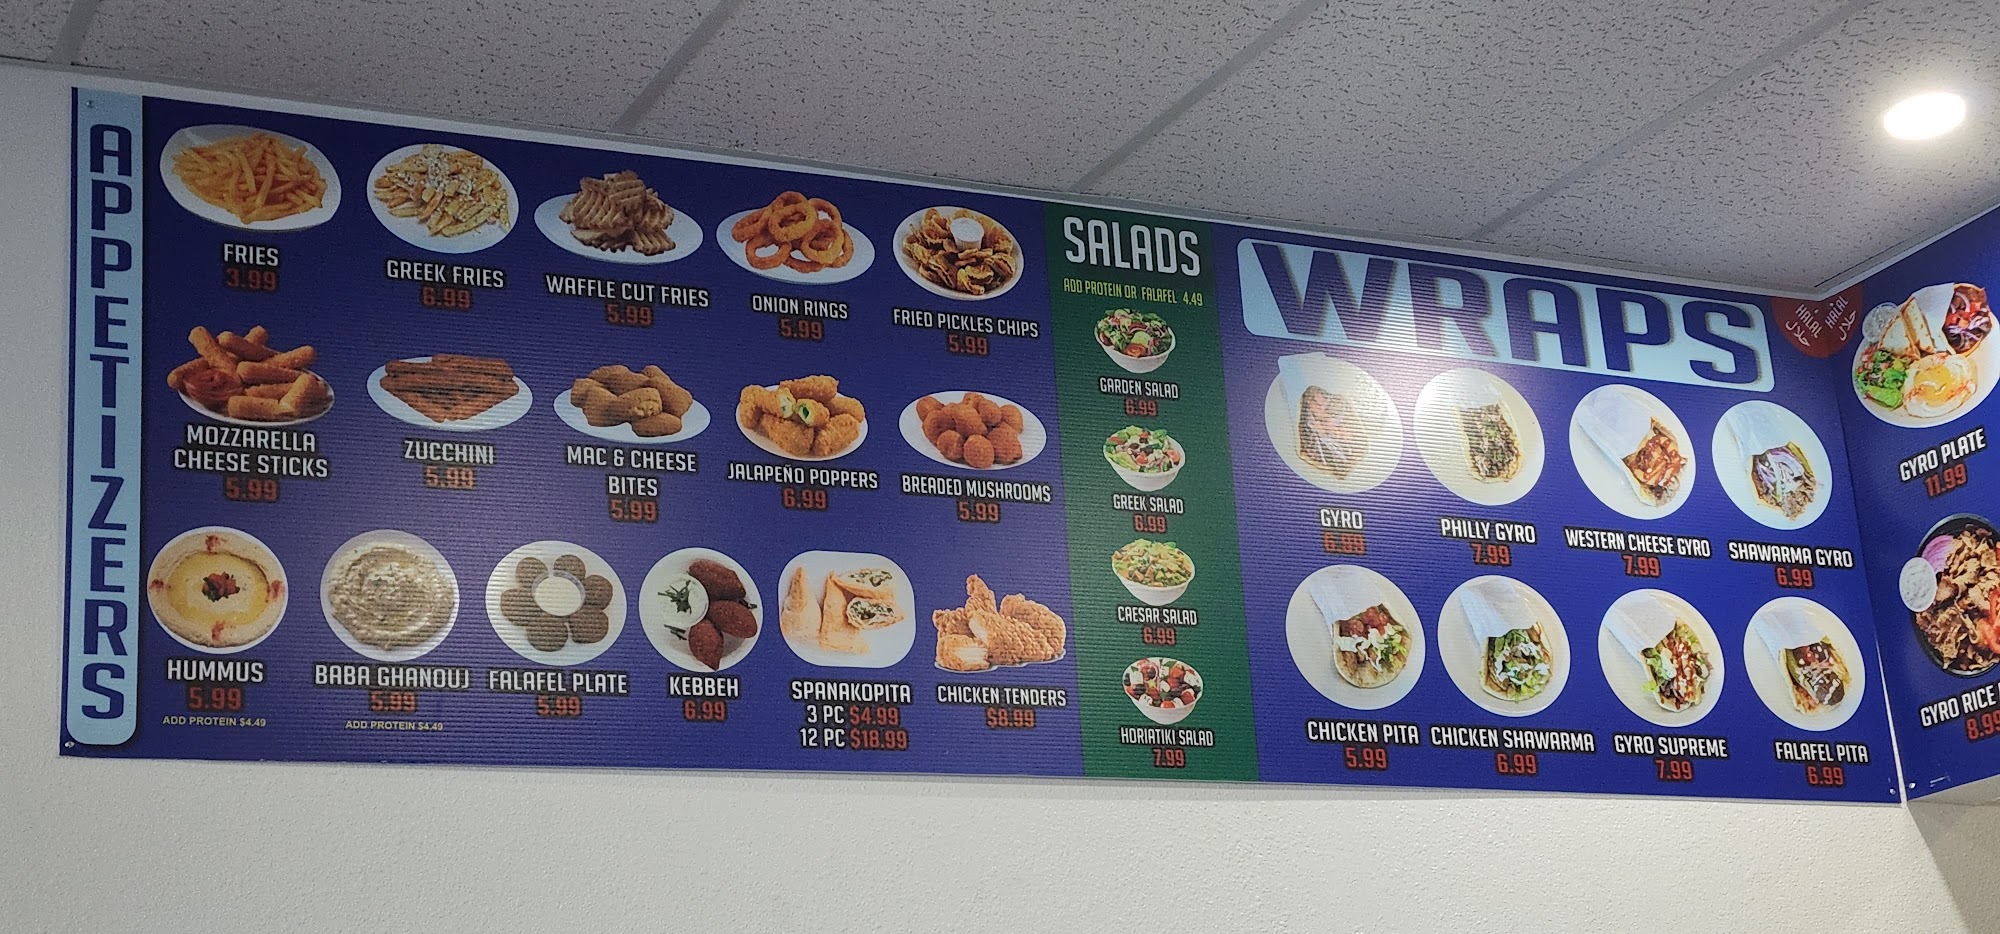 APPETIZERS
FRIES
3.99
GREEK FRIES
6.99
WAFFLE CUT FRIES
5.99
ONION RINGS
5.99
FRIED PICKLES CHIPS
5.99
MOZZARELLA
CHEESE STICKS
5.99
ZUCCHINI
5.99
MAC & CHEESE
BITES
5.99
JALAPEÑO POPPERS
6.99
BREADED MUSHROOMS
5.99
HUMMUS
5.99
ADD PROTEIN $4.49
BABA GHANOUJ
5.99
ADD PROTEIN $4.49
FALAFEL PLATE
5.99
KEBBEH
6.99
SPANAKOPITA
3 PC $4.99
12 PC $18.99
CHICKEN TENDERS
$8.99
SALADS
ADD PROTEIN OR FALAFEL 4.49
GARDEN SALAD
6.99
GREEK SALAD
6.99
CAESAR SALAD
6.99
HORIATIKI SALAD
7.99
WRAPS
HALAL
حلال
HALAL
حلال
GYRO
6.99
PHILLY GYRO
7.99
WESTERN CHEESE GYRO
7.99
SHAWARMA GYRO
6.99
CHICKEN PITA
5.99
CHICKEN SHAWARMA
6.99
GYRO SUPREME
7.99
FALAFEL PITA
6.99
GYRO PLATE
11.99
GYRO RICE
8.99